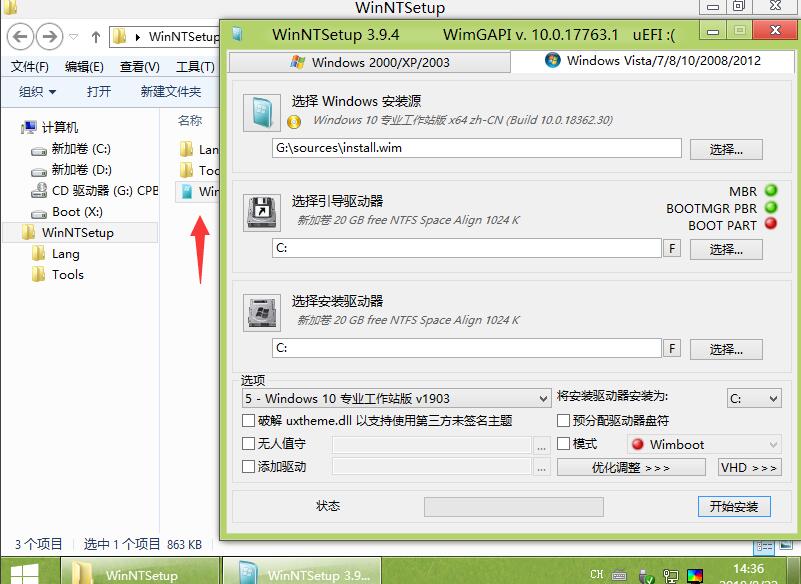 WinNTSetup
WinNTSetup
文件(F) 编辑(E) 查看(V) 工具(T)
组织 打开 新建文件夹
计算机
新加卷 (C:)
新加卷 (D:)
CD 驱动器 (G:) CPB
Boot (X:)
WinNTSetup
Lang
Tools
名称
Lan
Too
Win
3 个项目 选中 1 个项目 863 KB
WinNTSetup 3.9.4 WimGAPI v. 10.0.17763.1 uEFI :(
Windows 2000/XP/2003 Windows Vista/7/8/10/2008/2012
选择 Windows 安装源
Windows 10 专业工作站版 x64 zh-CN (Build 10.0.18362.30)
G:\sources\install.wim 选择...
选择引导驱动器
新加卷 20 GB free NTFS Space Align 1024 K
MBR
BOOTMGR PBR
BOOT PART
C: F 选择...
选择安装驱动器
新加卷 20 GB free NTFS Space Align 1024 K
C: F 选择...
选项
5 - Windows 10 专业工作站版 v1903 将安装驱动器安装为: C:
破解 uxtheme.dll 以支持使用第三方未签名主题 预分配驱动器盘符
无人值守 ... 模式 Wimboot
添加驱动 ... 优化调整 >>> VHD >>>
状态 开始安装
WinNTSetup WinNTSetup 3.9... CH 14:36